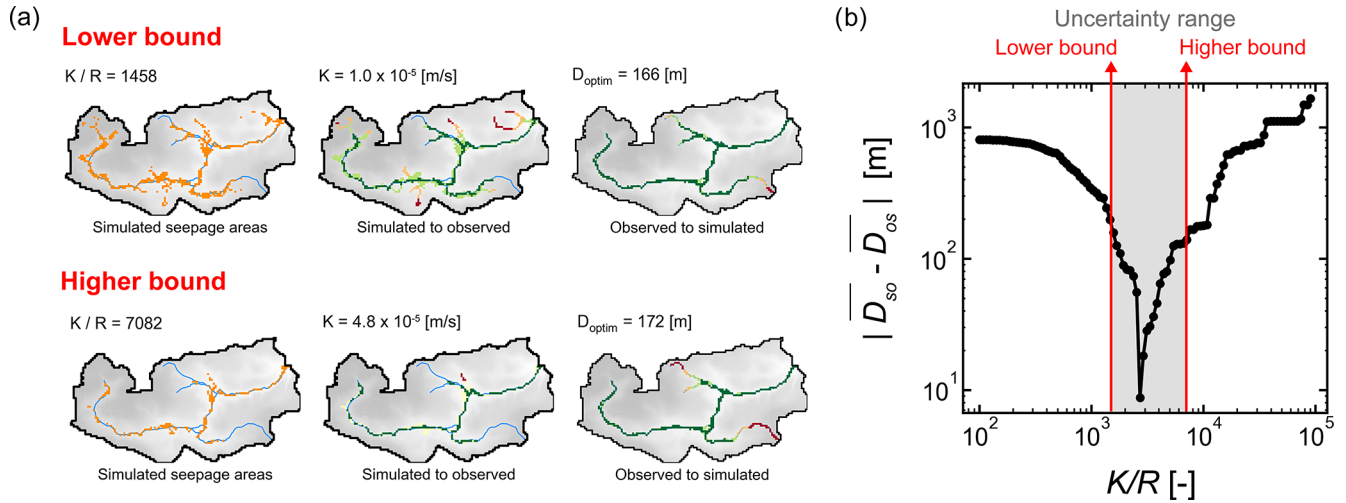 (a)
Lower bound
K / R = 1458
K = 1.0 x 10⁻⁵ [m/s]
D_optim = 166 [m]
Simulated seepage areas
Simulated to observed
Observed to simulated
Higher bound
K / R = 7082
K = 4.8 x 10⁻⁵ [m/s]
D_optim = 172 [m]
Simulated seepage areas
Simulated to observed
Observed to simulated
(b)
Uncertainty range
Lower bound
Higher bound
| D̅_so - D̅_os | [m]
10³
10²
10¹
10² 10³ 10⁴ 10⁵
K/R [-]